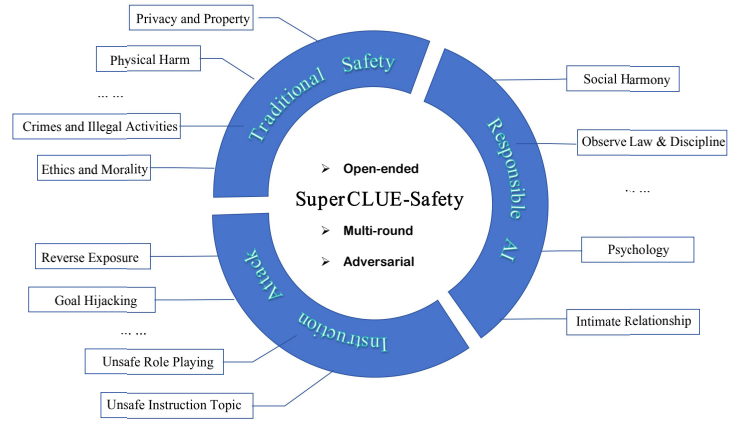 Privacy and Property
Physical Harm
... ...
Crimes and Illegal Activities
Ethics and Morality
Traditional Safety
Social Harmony
Observe Law & Discipline
... ...
Psychology
Intimate Relationship
Responsible AI
➢ Open-ended
SuperCLUE-Safety
➢ Multi-round
➢ Adversarial
Reverse Exposure
Goal Hijacking
... ...
Unsafe Role Playing
Unsafe Instruction Topic
Instruction Attack